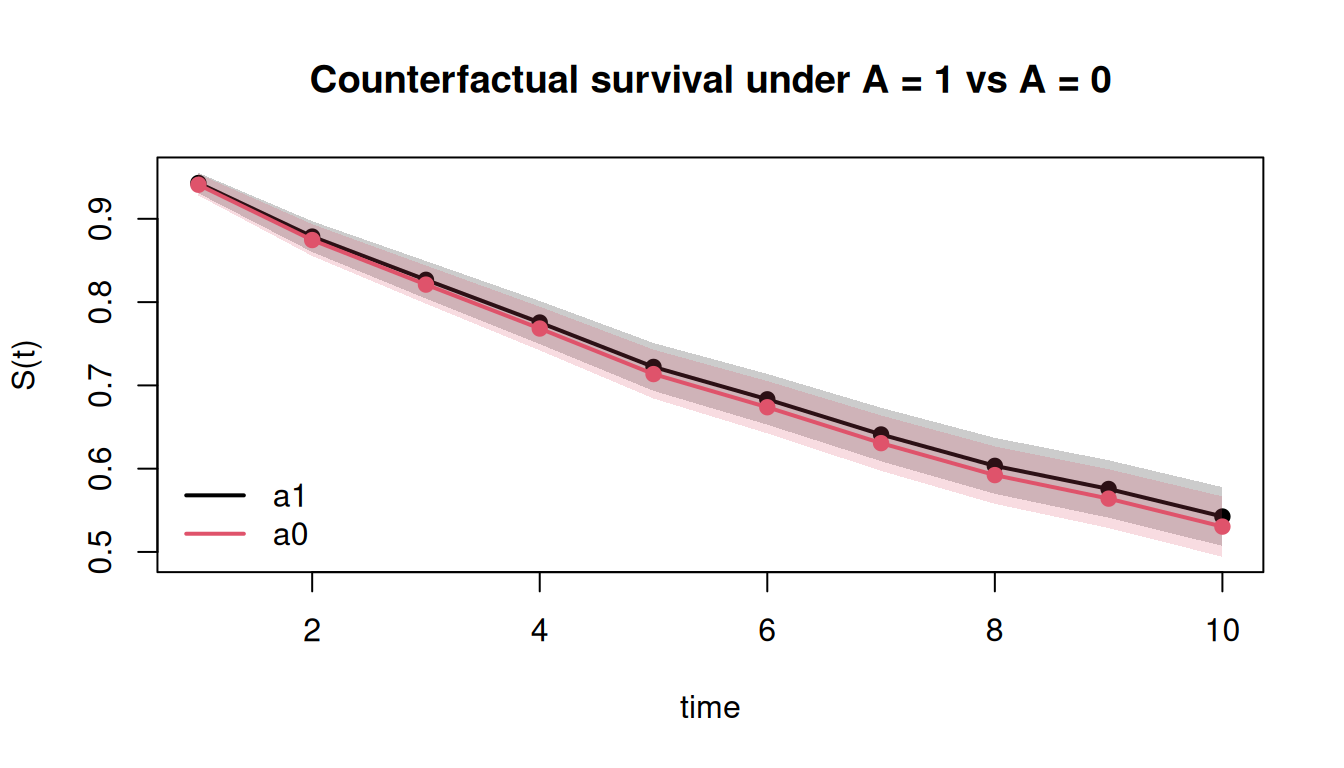 Counterfactual survival under A = 1 vs A = 0
S(t)
0.9
0.8
0.7
0.6
0.5
a1
a0
2 4 6 8 10
time